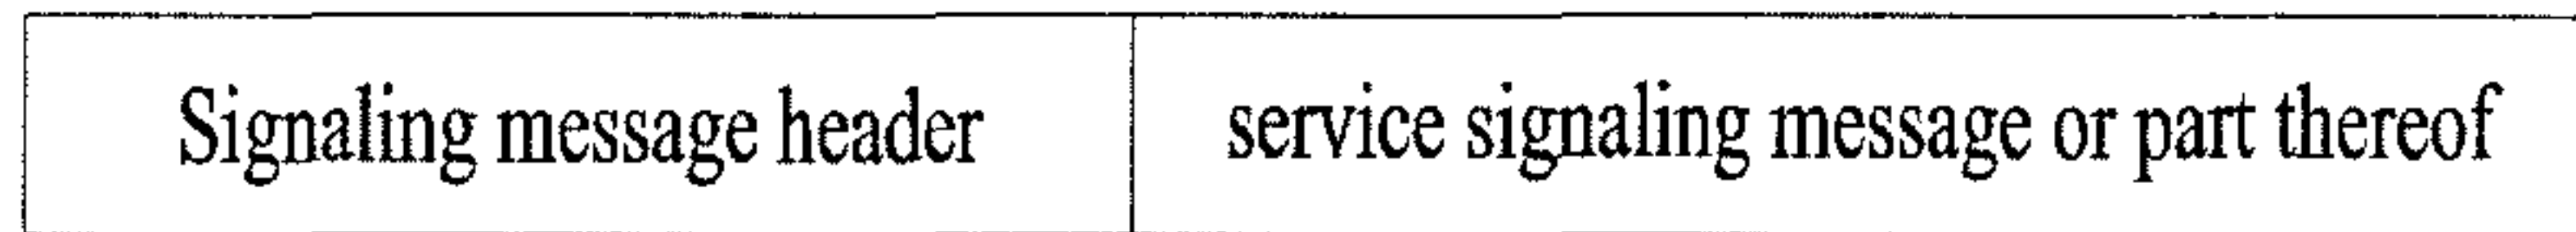 Signaling message header service signaling message or part thereof